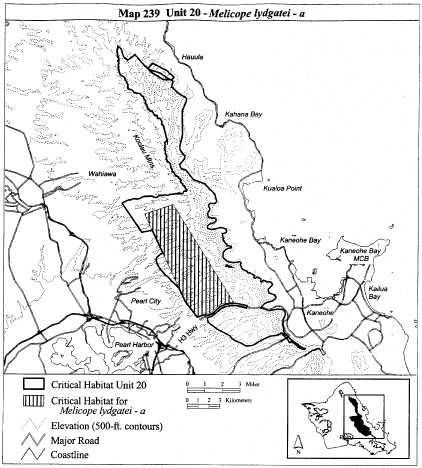 Map 239 Unit 20 - Melicope lydgatei - a
Hauula
Kahana Bay
Koolau Mtns
Wahiawa
Kualoa Point
Kaneohe Bay
Kaneohe Bay
MCB
Kailua
Bay
Pearl City
Kaneohe
Pearl Harbor
H3 Hwy
Critical Habitat Unit 20
Critical Habitat for
Melicope lydgatei - a
Elevation (500-ft. contours)
Major Road
Coastline
0 1 2 3 Miles
0 1 2 3 Kilometers
N